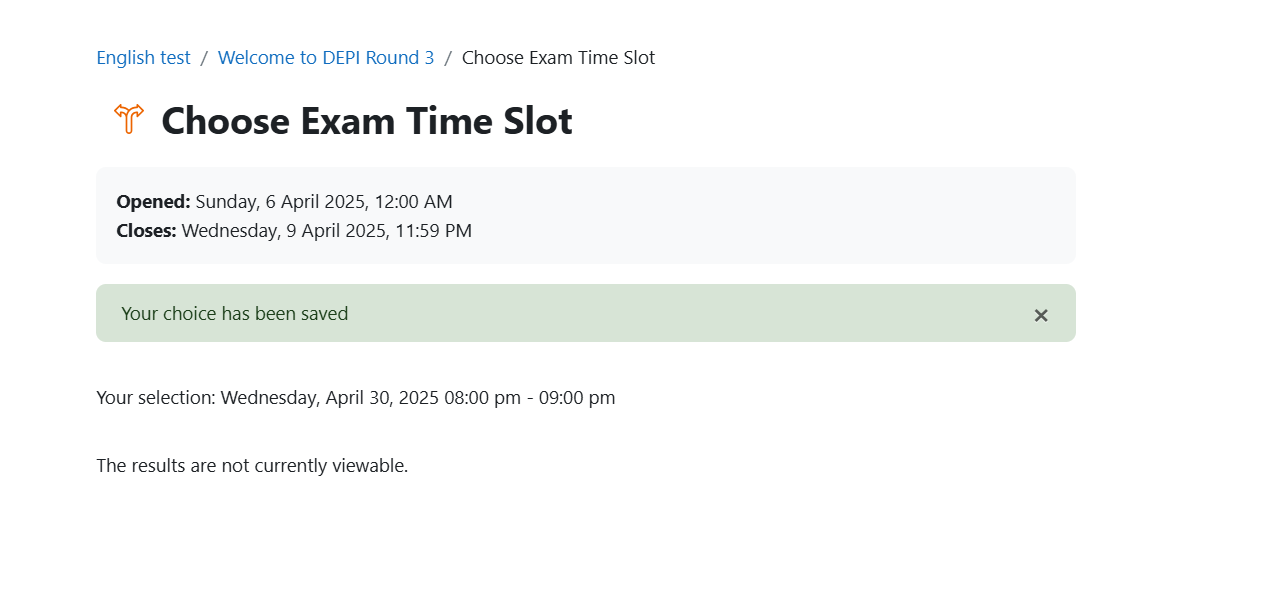 English test / Welcome to DEPI Round 3 / Choose Exam Time Slot
Choose Exam Time Slot
Opened: Sunday, 6 April 2025, 12:00 AM
Closes: Wednesday, 9 April 2025, 11:59 PM
Your choice has been saved ×
Your selection: Wednesday, April 30, 2025 08:00 pm - 09:00 pm
The results are not currently viewable.